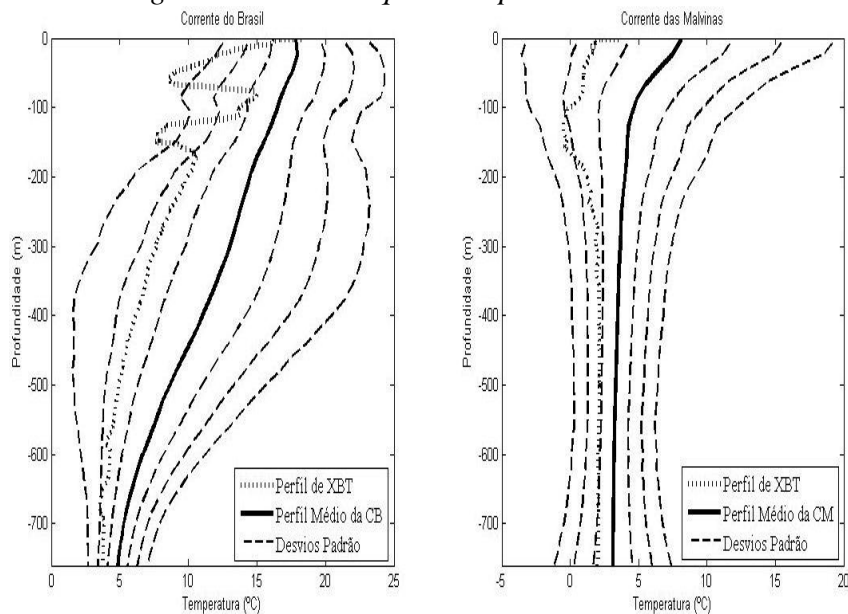 Corrente do Brasil
0
-100
-200
-300
-400
-500
-600
-700
Profundidade (m)
0
5
10
15
20
25
Temperatura (ºC)
Perfil de XBT
Perfil Médio da CB
Desvios Padrão
Corrente das Malvinas
0
-100
-200
-300
-400
-500
-600
-700
Profundidade (m)
-5
0
5
10
15
20
Temperatura (ºC)
Perfil de XBT
Perfil Médio da CM
Desvios Padrão